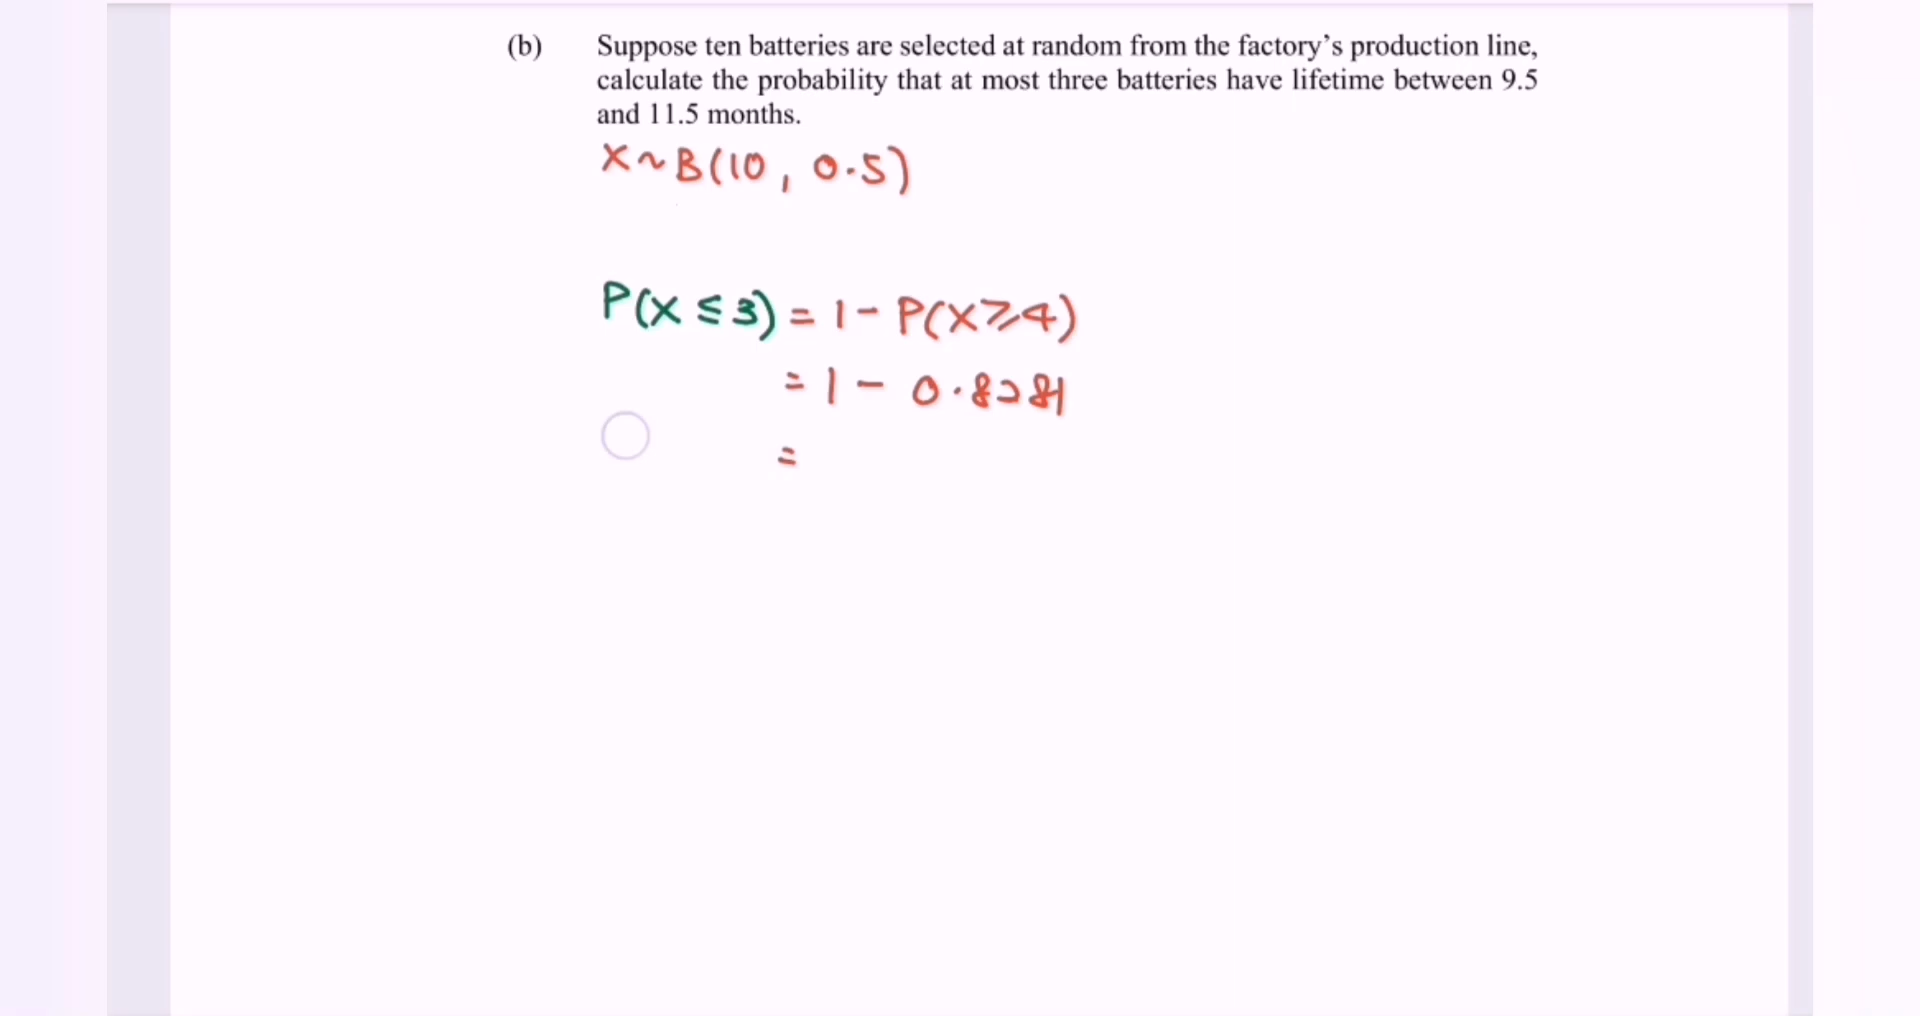 (b) Suppose ten batteries are selected at random from the factory’s production line,
calculate the probability that at most three batteries have lifetime between 9.5
and 11.5 months.
X ~ B(10, 0.5)
P(X ≤ 3) = 1 - P(X ≥ 4)
= 1 - 0.8281
=